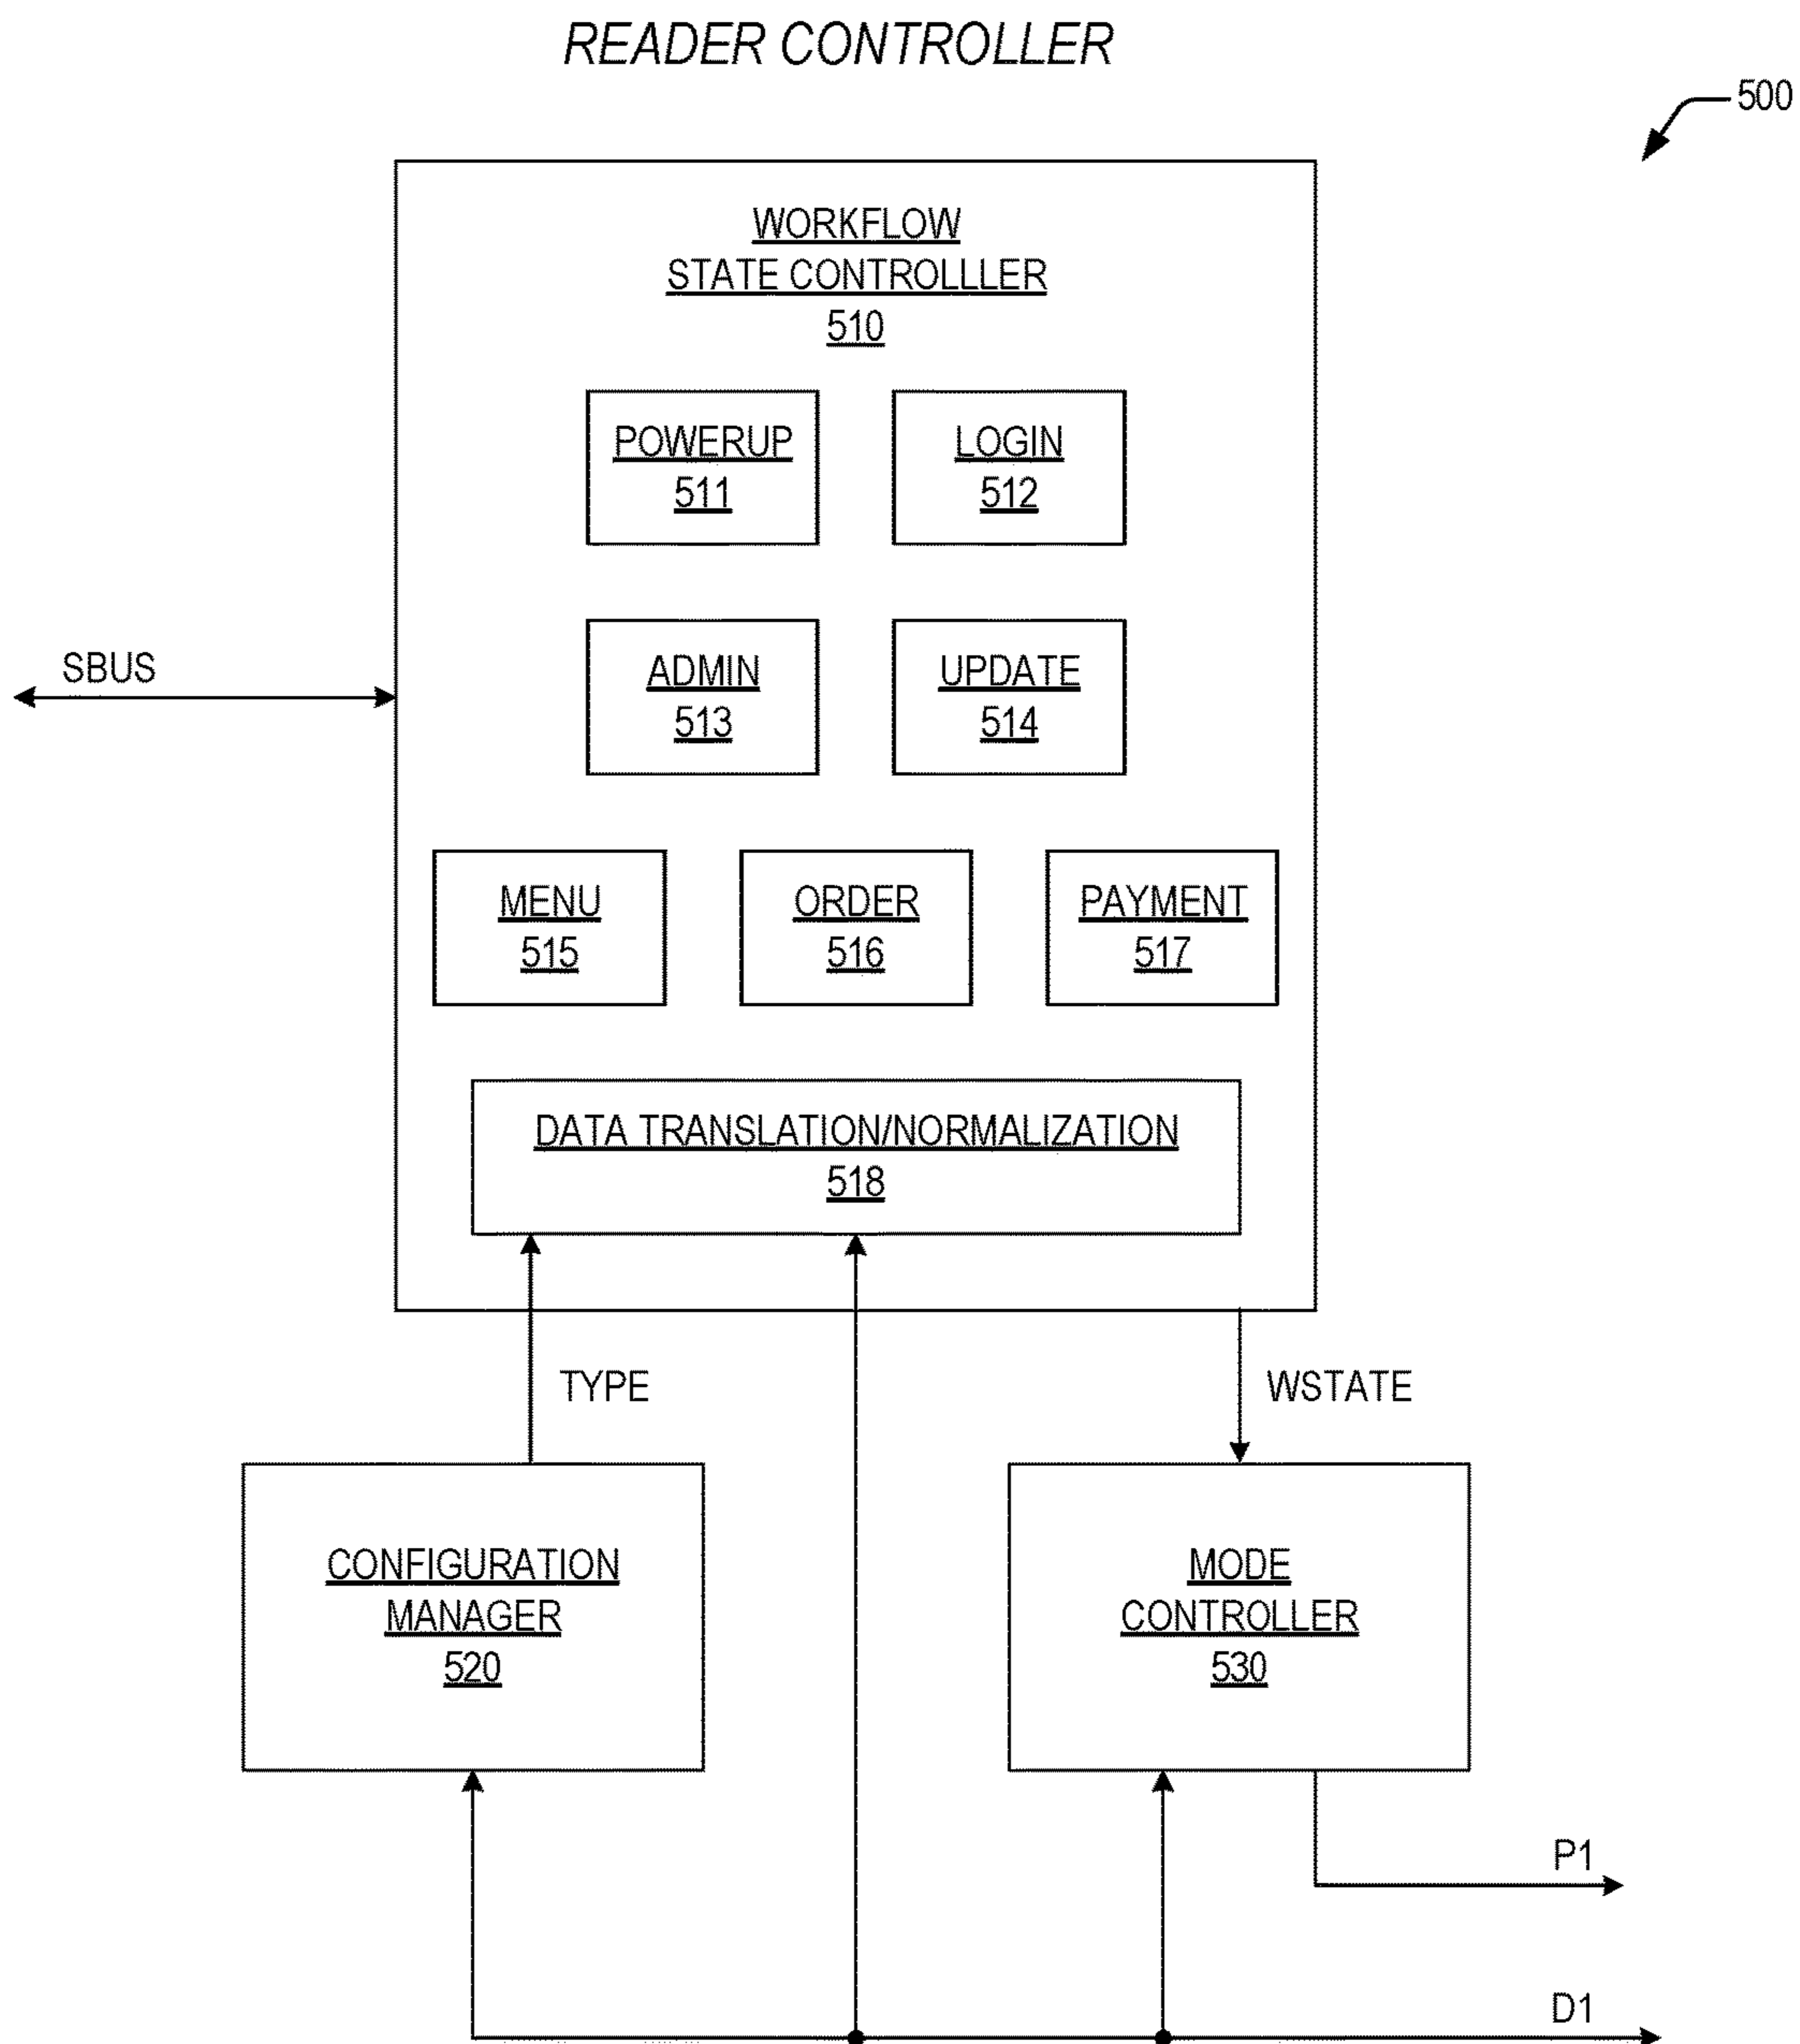 READER CONTROLLER
500
WORKFLOW
STATE CONTROLLLER
510
POWERUP
511
LOGIN
512
ADMIN
513
UPDATE
514
SBUS
MENU
515
ORDER
516
PAYMENT
517
DATA TRANSLATION/NORMALIZATION
518
TYPE
WSTATE
CONFIGURATION
MANAGER
520
MODE
CONTROLLER
530
P1
D1